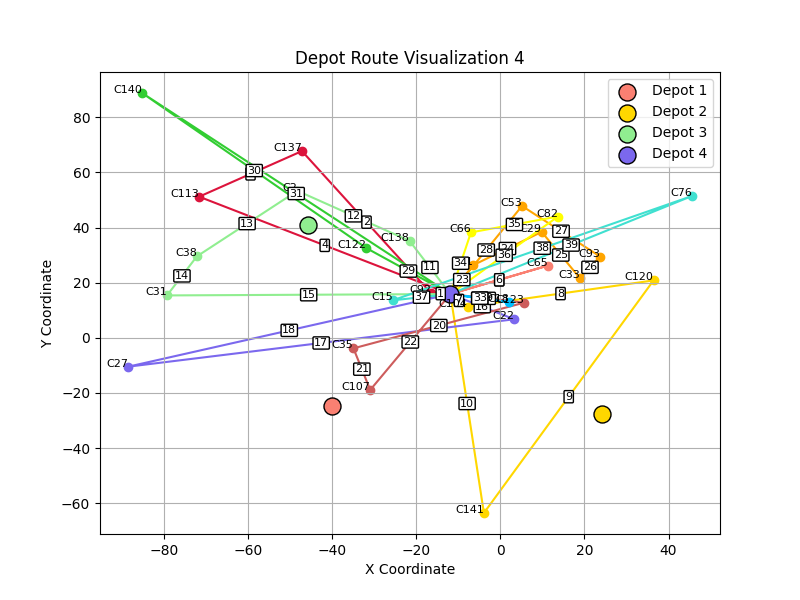 Depot Route Visualization 4
Depot 1
Depot 2
Depot 3
Depot 4
C140
C137
C113
C2
C138
C122
C38
C31
C15
C27
C35
C107
C141
C120
C22
C123
C65
C33
C93
C29
C82
C53
C66
C76
30
31
12
2
13
4
14
29
11
15
37
1
18
17
20
21
22
10
9
8
6
7
23
34
28
35
36
27
38
39
25
26
33
80
60
40
20
0
−20
−40
−60
Y Coordinate
−80
−60
−40
−20
0
20
40
X Coordinate